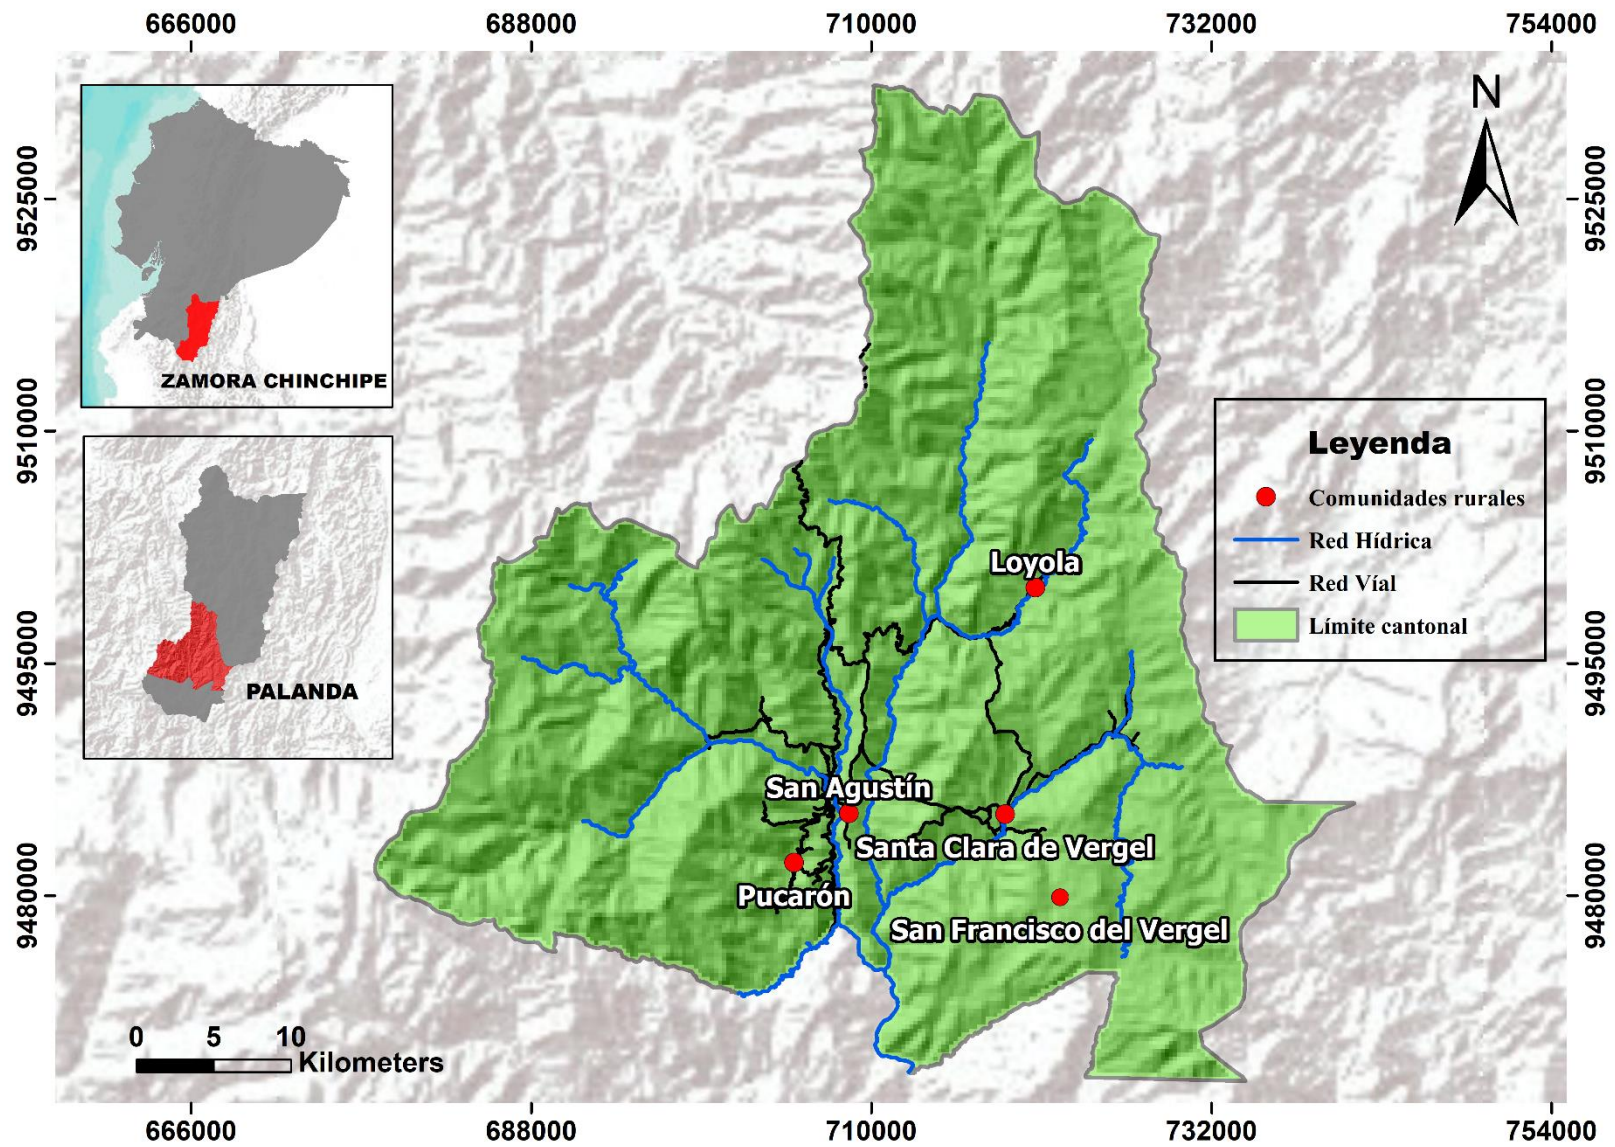 666000 688000 710000 732000 754000
N
9525000 9525000
ZAMORA CHINCHIPE
9510000 9510000
Leyenda
Comunidades rurales
Red Hídrica
Red Víal
Límite cantonal
Loyola
9495000 9495000
PALANDA
San Agustín
Santa Clara de Vergel
Pucarón
9480000 9480000
San Francisco del Vergel
0 5 10
Kilometers
666000 688000 710000 732000 754000